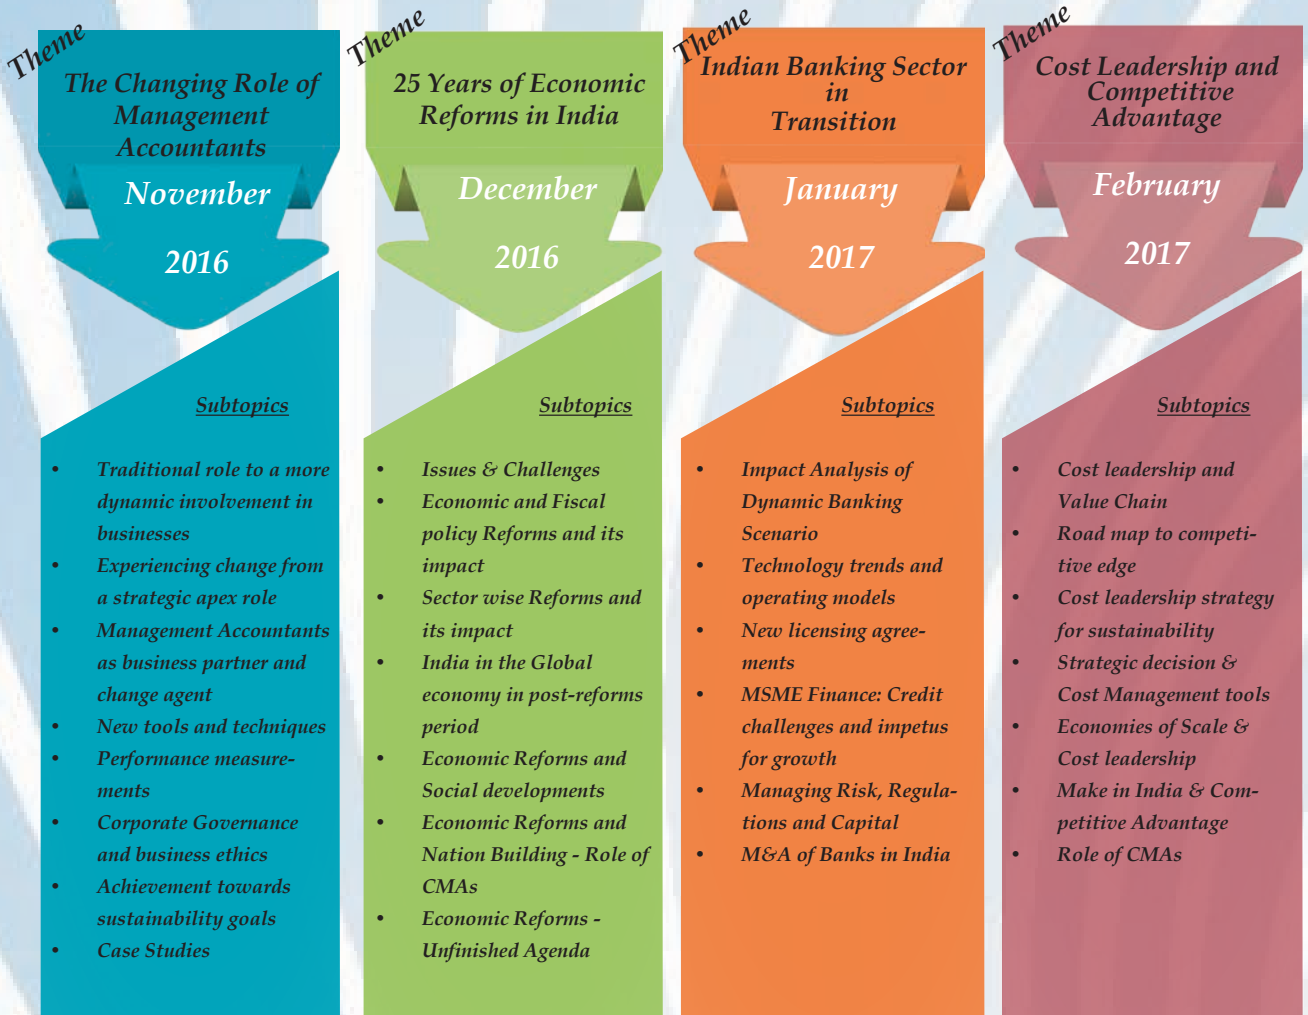 Theme
The Changing Role of
Management
Accountants
November
2016
Subtopics
• Traditional role to a more
dynamic involvement in
businesses
• Experiencing change from
a strategic apex role
• Management Accountants
as business partner and
change agent
• New tools and techniques
• Performance measure-
ments
• Corporate Governance
and business ethics
• Achievement towards
sustainability goals
• Case Studies
Theme
25 Years of Economic
Reforms in India
December
2016
Subtopics
• Issues & Challenges
• Economic and Fiscal
policy Reforms and its
impact
• Sector wise Reforms and
its impact
• India in the Global
economy in post-reforms
period
• Economic Reforms and
Social developments
• Economic Reforms and
Nation Building - Role of
CMAs
• Economic Reforms -
Unfinished Agenda
Theme
Indian Banking Sector
in
Transition
January
2017
Subtopics
• Impact Analysis of
Dynamic Banking
Scenario
• Technology trends and
operating models
• New licensing agree-
ments
• MSME Finance: Credit
challenges and impetus
for growth
• Managing Risk, Regula-
tions and Capital
• M&A of Banks in India
Theme
Cost Leadership and
Competitive
Advantage
February
2017
Subtopics
• Cost leadership and
Value Chain
• Road map to competi-
tive edge
• Cost leadership strategy
for sustainability
• Strategic decision &
Cost Management tools
• Economies of Scale &
Cost leadership
• Make in India & Com-
petitive Advantage
• Role of CMAs